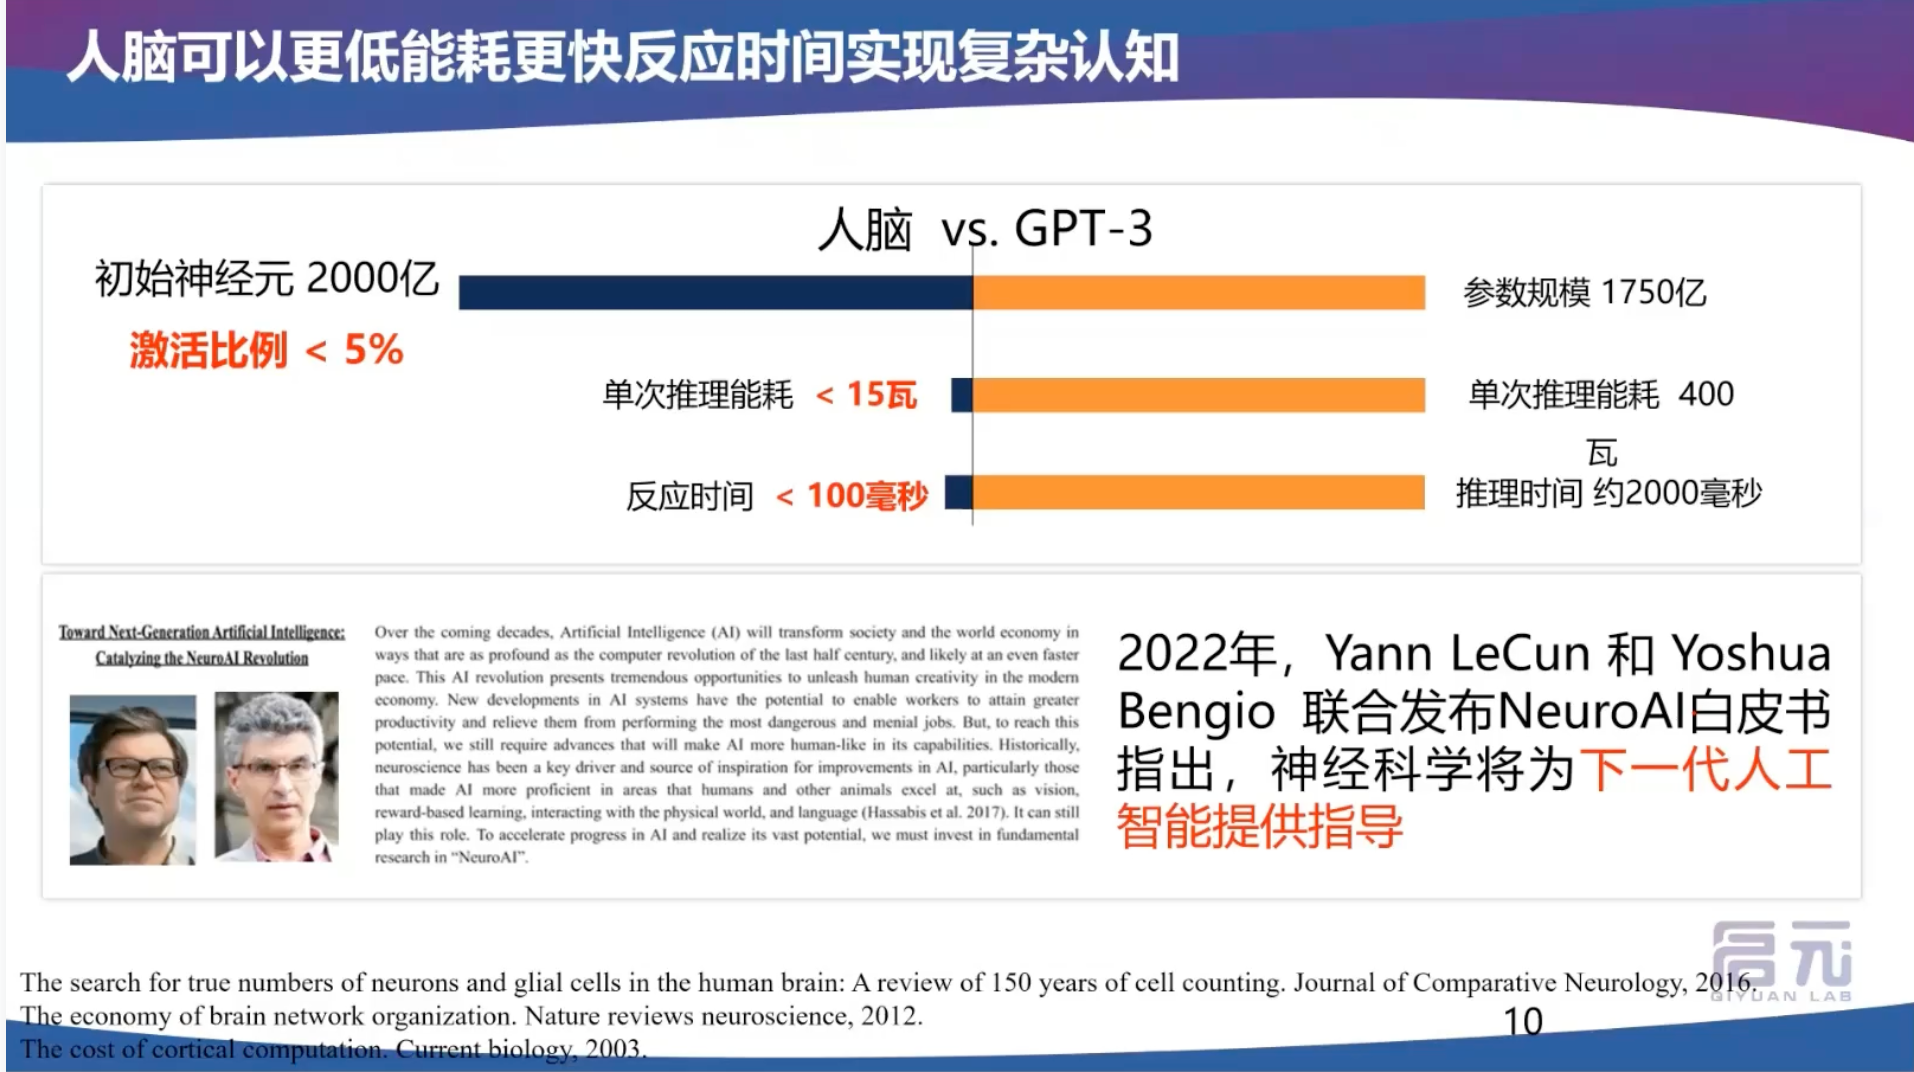 人脑可以更低能耗更快反应时间实现复杂认知
人脑 vs. GPT-3
初始神经元 2000亿
参数规模 1750亿
激活比例 < 5%
单次推理能耗 < 15瓦
单次推理能耗 400
瓦
反应时间 < 100毫秒
推理时间 约2000毫秒
Toward Next-Generation Artificial Intelligence:
Catalyzing the NeuroAI Revolution
Over the coming decades, Artificial Intelligence (AI) will transform society and the world economy in
ways that are as profound as the computer revolution of the last half century, and likely at an even faster
pace. This AI revolution presents tremendous opportunities to unleash human creativity in the modern
economy. New developments in AI systems have the potential to enable workers to attain greater
productivity and relieve them from performing the most dangerous and menial jobs. But, to reach this
potential, we still require advances that will make AI more human-like in its capabilities. Historically,
neuroscience has been a key driver and source of inspiration for improvements in AI, particularly those
that made AI more proficient in areas that humans and other animals excel at, such as vision,
reward-based learning, interacting with the physical world, and language (Hassabis et al. 2017). It can still
play this role. To accelerate progress in AI and realize its vast potential, we must invest in fundamental
research in “NeuroAI”.
2022年，Yann LeCun 和 Yoshua
Bengio 联合发布NeuroAI白皮书
指出，神经科学将为下一代人工
智能提供指导
启元
QIYUAN LAB
The search for true numbers of neurons and glial cells in the human brain: A review of 150 years of cell counting. Journal of Comparative Neurology, 2016.
The economy of brain network organization. Nature reviews neuroscience, 2012.
The cost of cortical computation. Current biology, 2003.
10